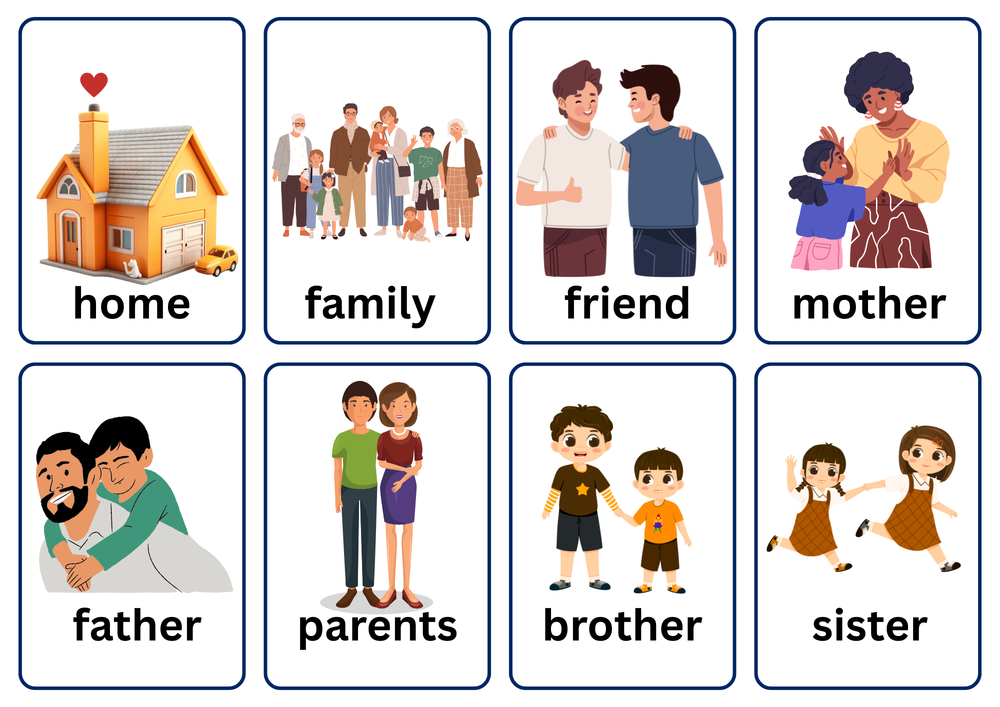 home
family
friend
mother
father
parents
brother
sister